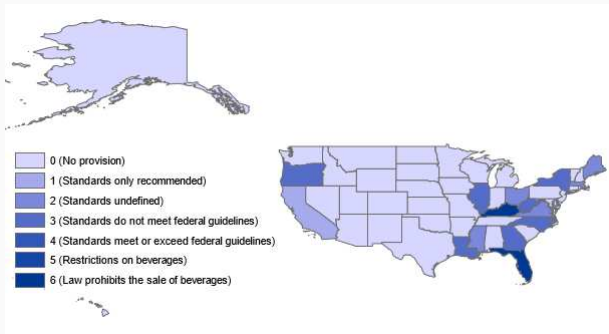 0 (No provision)
1 (Standards only recommended)
2 (Standards undefined)
3 (Standards do not meet federal guidelines)
4 (Standards meet or exceed federal guidelines)
5 (Restrictions on beverages)
6 (Law prohibits the sale of beverages)